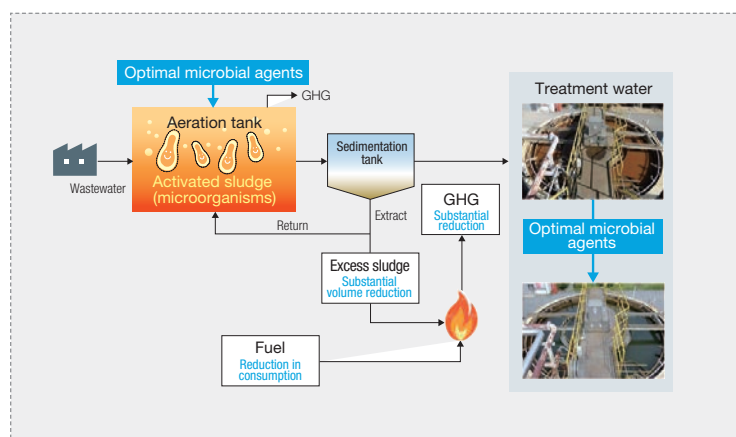 Optimal microbial agents
GHG
Aeration tank
Activated sludge
(microorganisms)
Wastewater
Sedimentation
tank
Return
Extract
Excess sludge
Substantial
volume reduction
GHG
Substantial
reduction
Fuel
Reduction in
consumption
Treatment water
Optimal microbial
agents